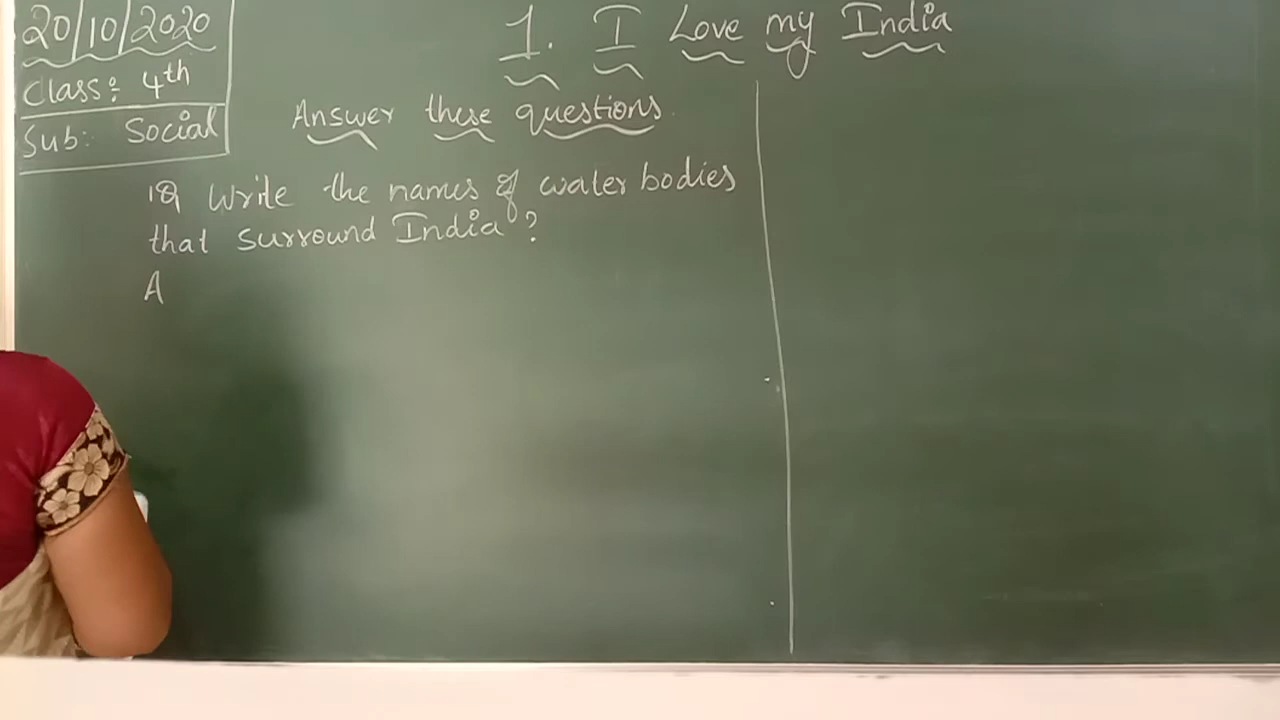 20/10/2020
Class: 4th
Sub: Social
1. I Love my India
Answer these questions.
1Q Write the names of water bodies
that surround India?
A